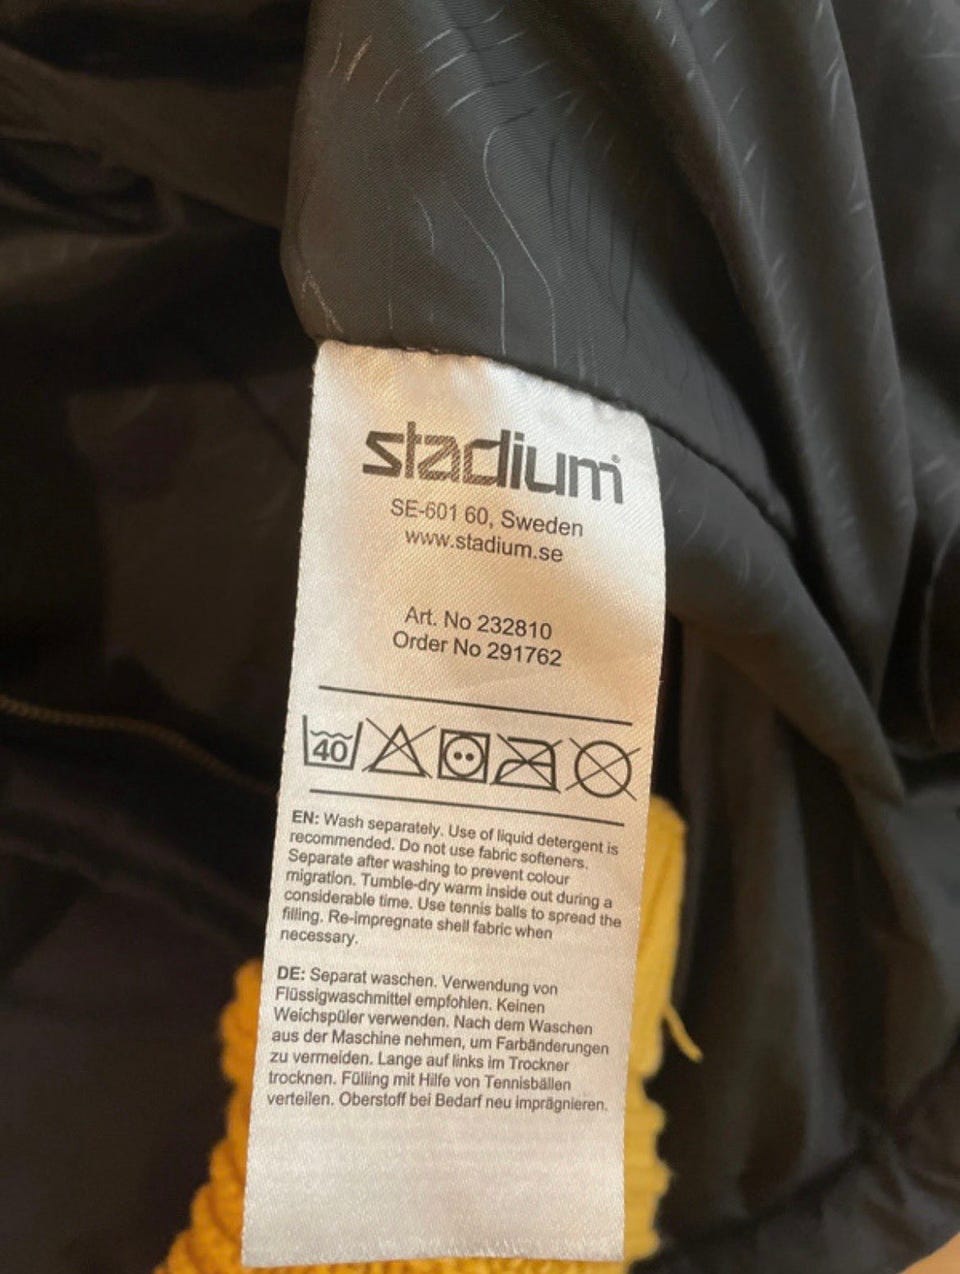 stadium
SE-601 60, Sweden
www.stadium.se
Art. No 232810
Order No 291762
40
EN: Wash separately. Use of liquid detergent is
recommended. Do not use fabric softeners.
Separate after washing to prevent colour
migration. Tumble-dry warm inside out during a
considerable time. Use tennis balls to spread the
filling. Re-impregnate shell fabric when
necessary.
DE: Separat waschen. Verwendung von
Flüssigwaschmittel empfohlen. Keinen
Weichspüler verwenden. Nach dem Waschen
aus der Maschine nehmen, um Farbänderungen
zu vermeiden. Lange auf links im Trockner
trocknen. Fülling mit Hilfe von Tennisbällen
verteilen. Oberstoff bei Bedarf neu imprägnieren.